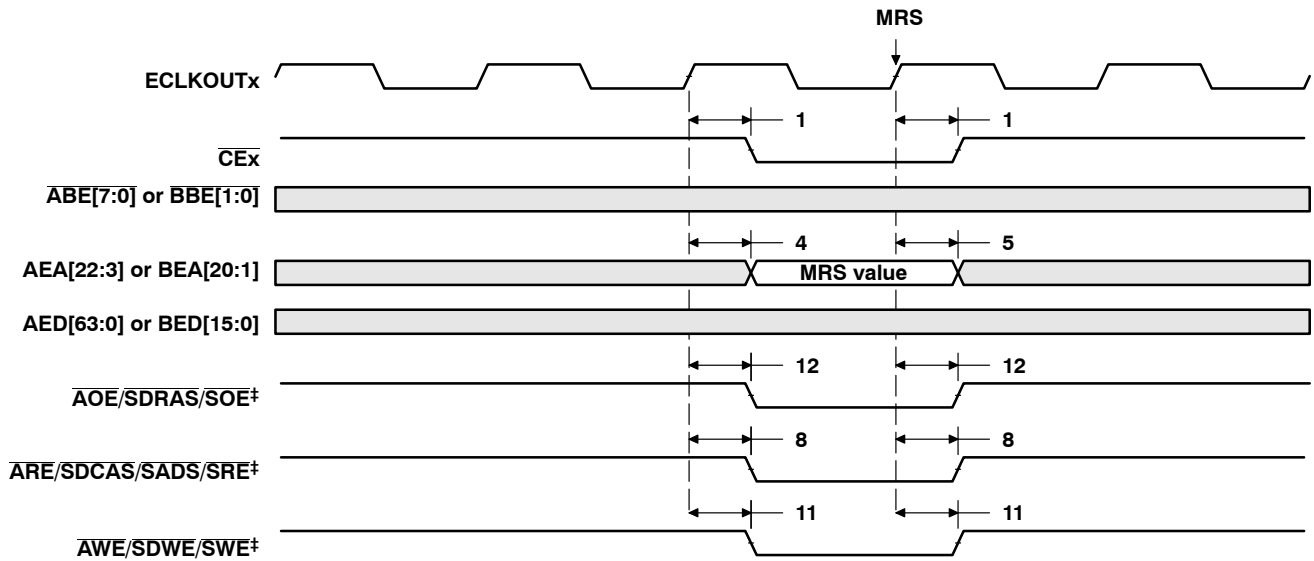 MRS
ECLKOUTx
1 1
CEx
ABE[7:0] or BBE[1:0]
4 5
AEA[22:3] or BEA[20:1] MRS value
AED[63:0] or BED[15:0]
12 12
AOE/SDRAS/SOE‡
8 8
ARE/SDCAS/SADS/SRE‡
11 11
AWE/SDWE/SWE‡